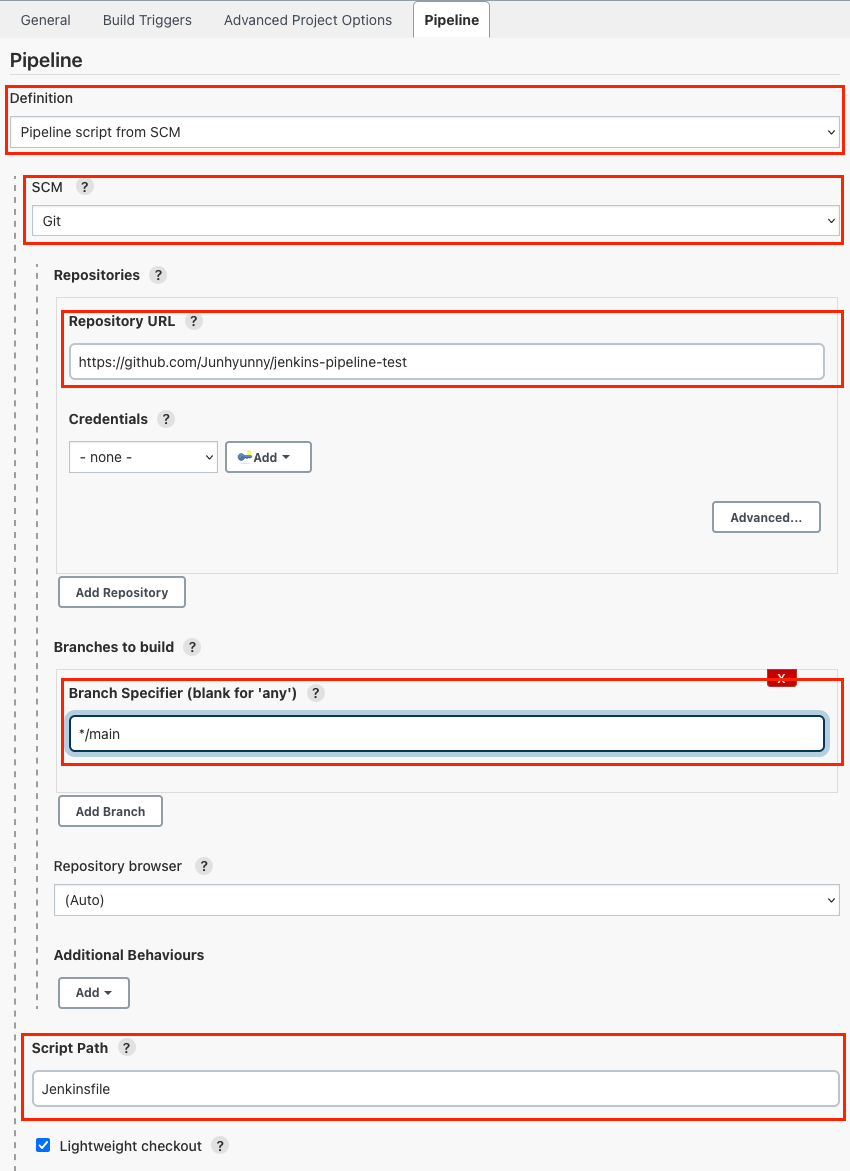 General Build Triggers Advanced Project Options Pipeline
Pipeline
Definition
Pipeline script from SCM
SCM ?
Git
Repositories ?
Repository URL ?
https://github.com/Junhyunny/jenkins-pipeline-test
Credentials ?
- none - Add
Advanced...
Add Repository
Branches to build ?
X
Branch Specifier (blank for 'any') ?
*/main
Add Branch
Repository browser ?
(Auto)
Additional Behaviours
Add
Script Path ?
Jenkinsfile
Lightweight checkout ?